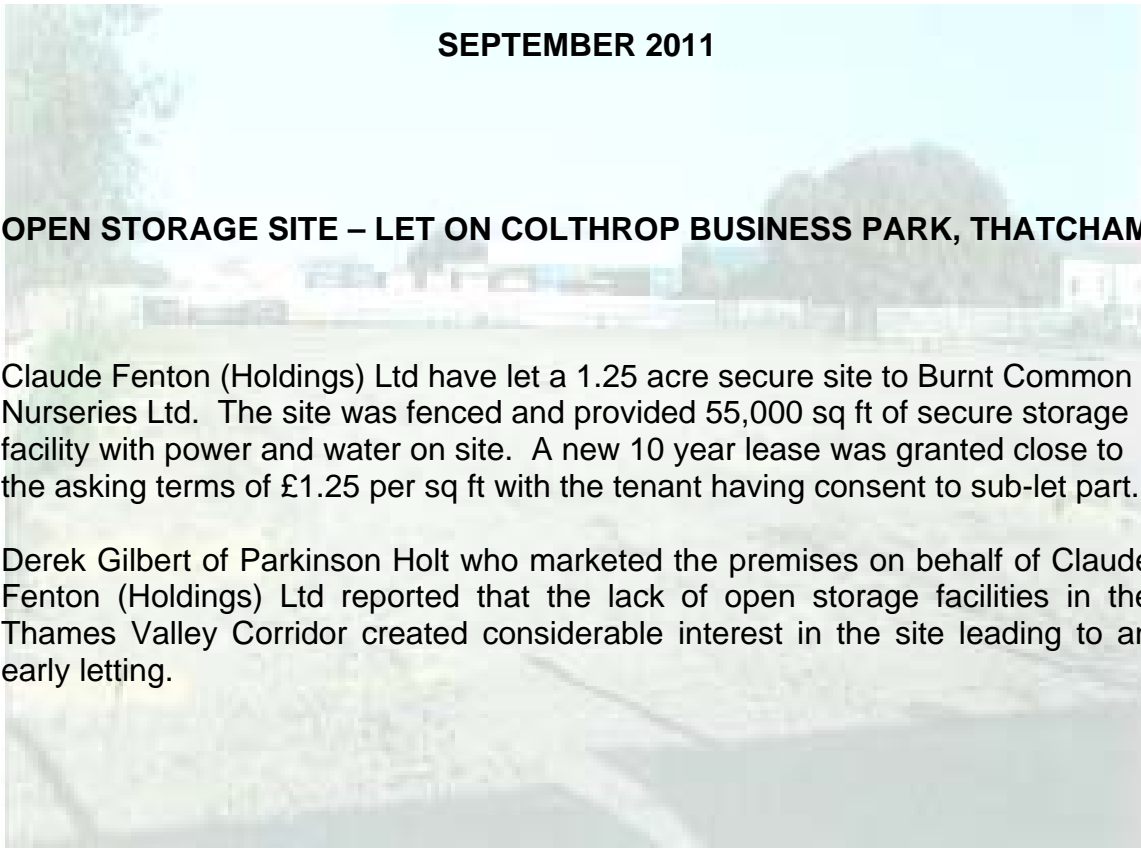 SEPTEMBER 2011
OPEN STORAGE SITE – LET ON COLTHROP BUSINESS PARK, THATCHAM
Claude Fenton (Holdings) Ltd have let a 1.25 acre secure site to Burnt Common
Nurseries Ltd. The site was fenced and provided 55,000 sq ft of secure storage
facility with power and water on site. A new 10 year lease was granted close to
the asking terms of £1.25 per sq ft with the tenant having consent to sub-let part.
Derek Gilbert of Parkinson Holt who marketed the premises on behalf of Claude
Fenton (Holdings) Ltd reported that the lack of open storage facilities in the
Thames Valley Corridor created considerable interest in the site leading to an
early letting.